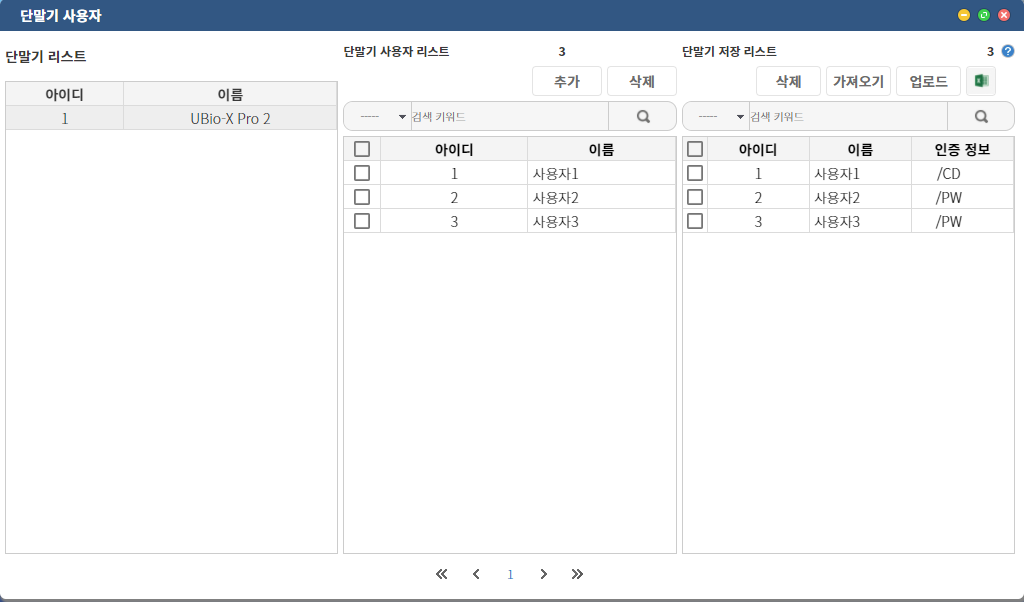 단말기 사용자
단말기 리스트
아이디 이름
1 UBio-X Pro 2
단말기 사용자 리스트 3
추가 삭제
----- 검색 키워드
아이디 이름
1 사용자1
2 사용자2
3 사용자3
단말기 저장 리스트 3 ?
삭제 가져오기 업로드
----- 검색 키워드
아이디 이름 인증 정보
1 사용자1 /CD
2 사용자2 /PW
3 사용자3 /PW
1